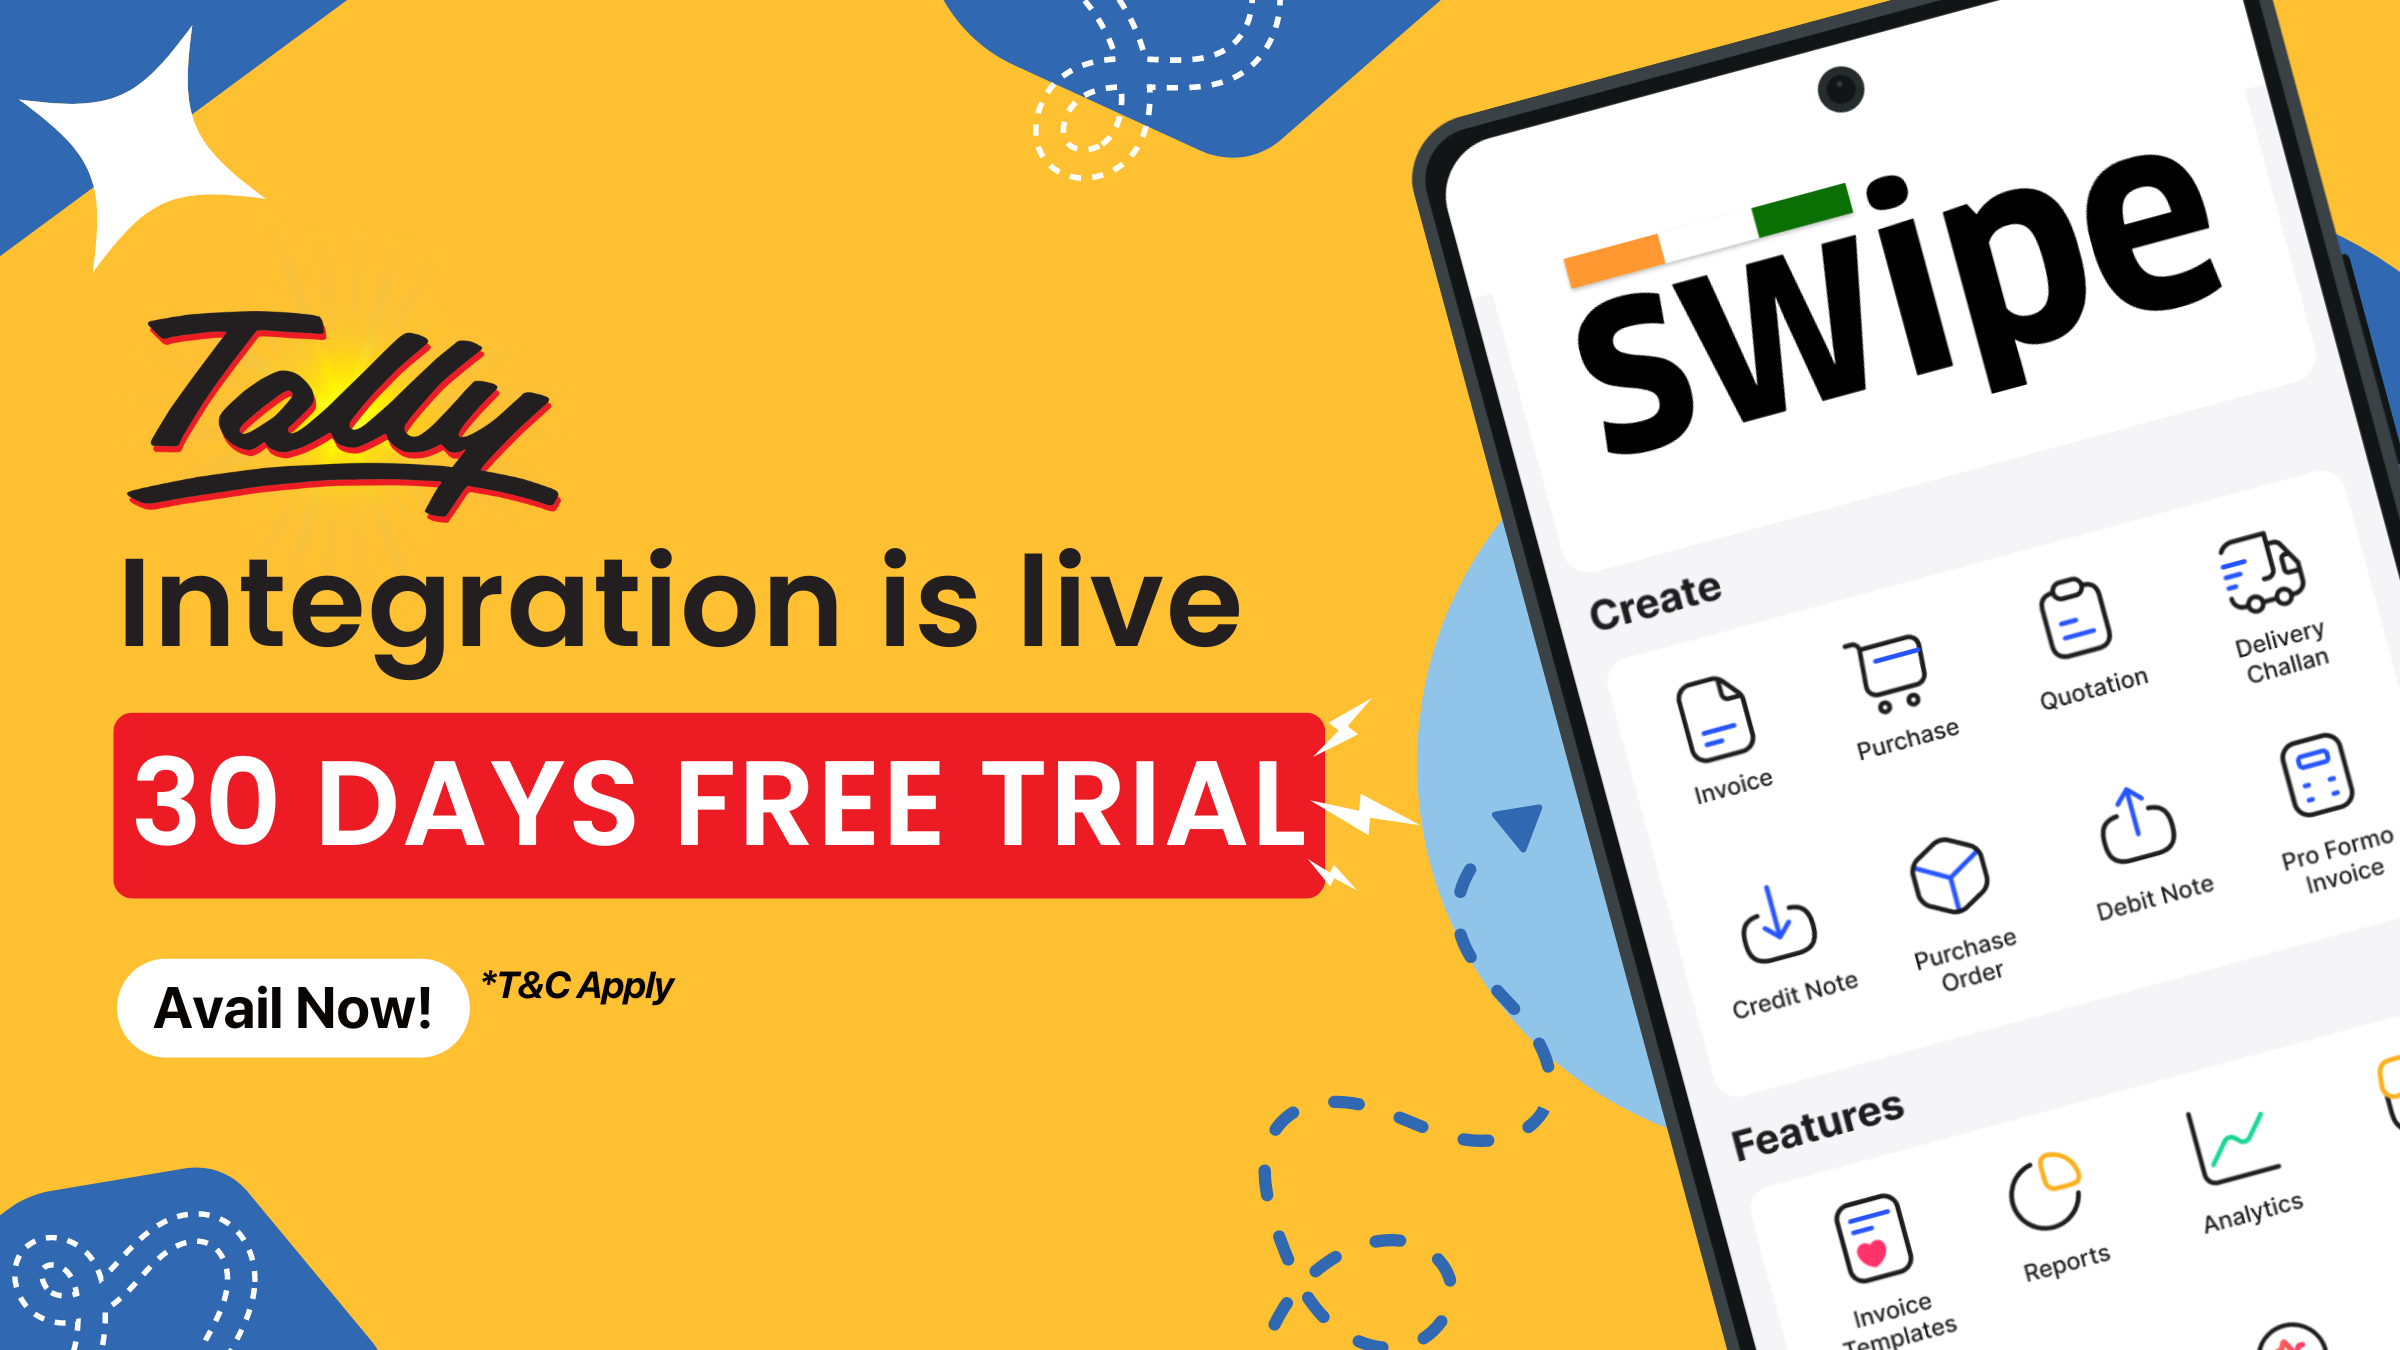 Tally
Integration is live
30 DAYS FREE TRIAL
Avail Now!
*T&C Apply
swipe
Create
Invoice
Purchase
Quotation
Delivery
Challan
Credit Note
Purchase
Order
Debit Note
Pro Formo
Invoice
Features
Invoice
Templates
Reports
Analytics